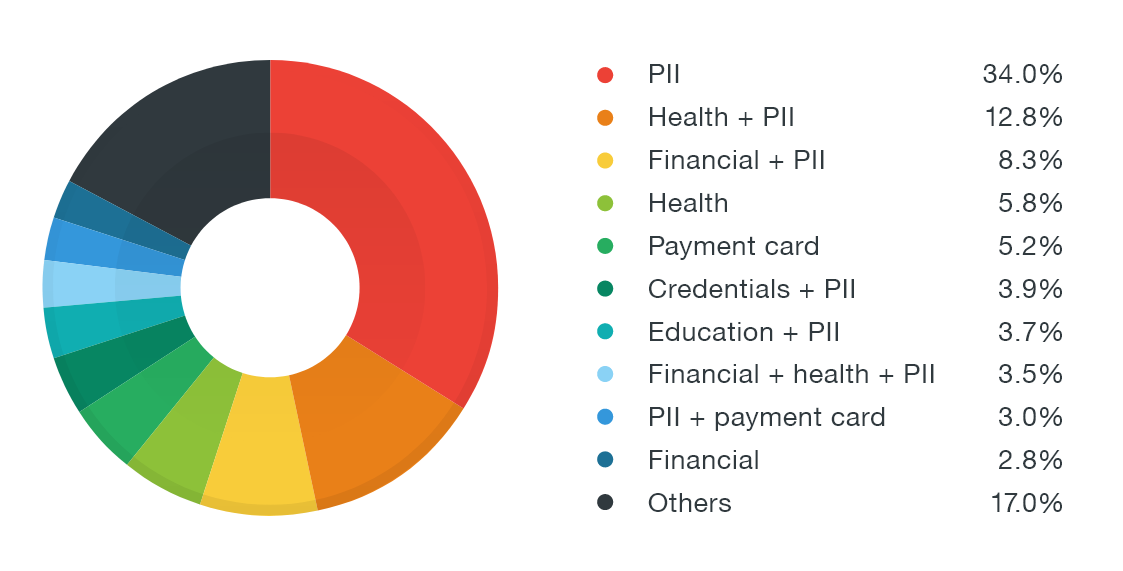 PII 34.0%
Health + PII 12.8%
Financial + PII 8.3%
Health 5.8%
Payment card 5.2%
Credentials + PII 3.9%
Education + PII 3.7%
Financial + health + PII 3.5%
PII + payment card 3.0%
Financial 2.8%
Others 17.0%